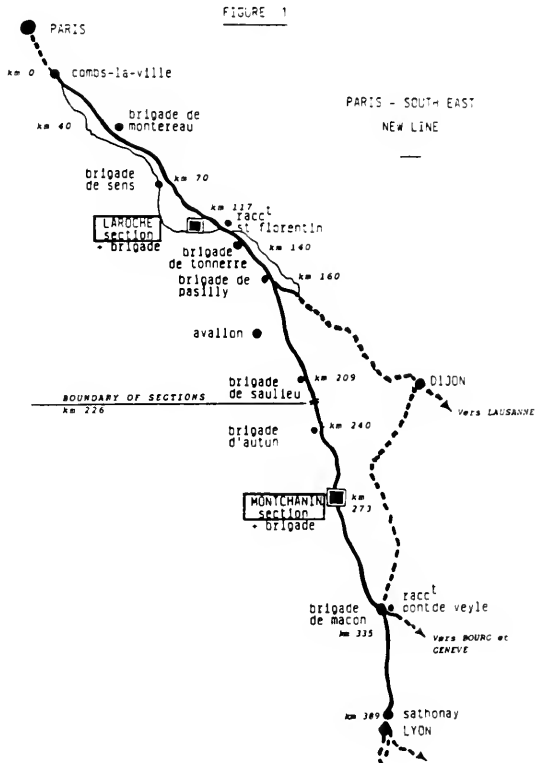 FIGURE 1
PARIS
km 0
combs-la-ville
PARIS - SOUTH EAST
NEW LINE
km 40
brigade de
montereau
brigade
de sens
km 70
km 117
racct
st florentin
LAROCHE
section
+ brigade
km 140
brigade
de tonnerre
km 160
brigade de
pasilly
avallon
brigade
de saulieu
km 209
DIJON
Vers LAUSANNE
BOUNDARY OF SECTIONS
km 226
brigade
d'autun
km 240
MONTCHANIN
section
+ brigade
km
273
racct
pont de veyle
brigade
de macon
km 335
Vers BOURG et
GENEVE
km 389
sathonay
LYON